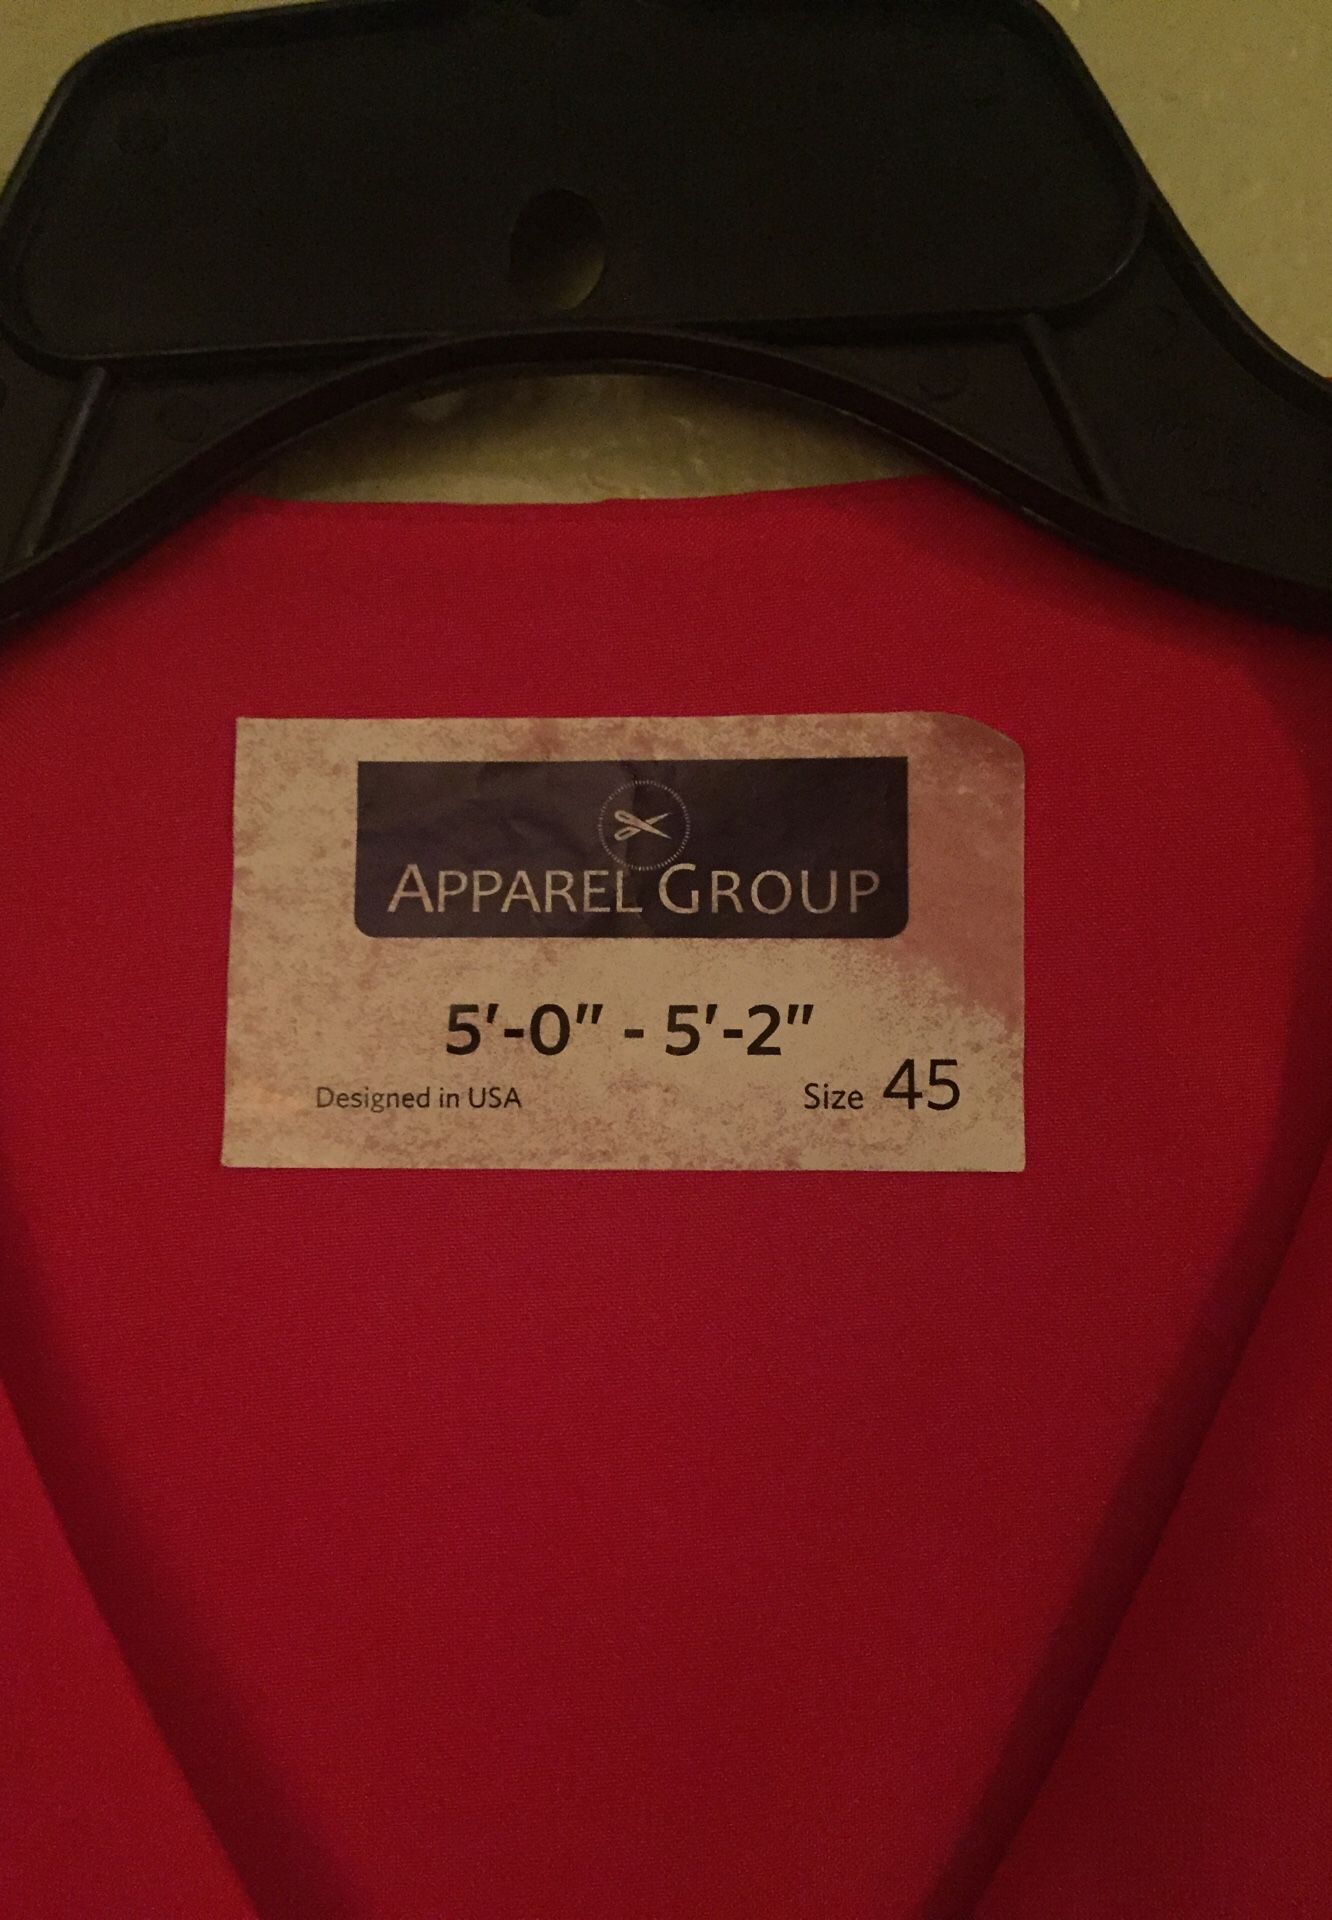 APPAREL GROUP
5'-0" - 5'-2"
Designed in USA Size 45